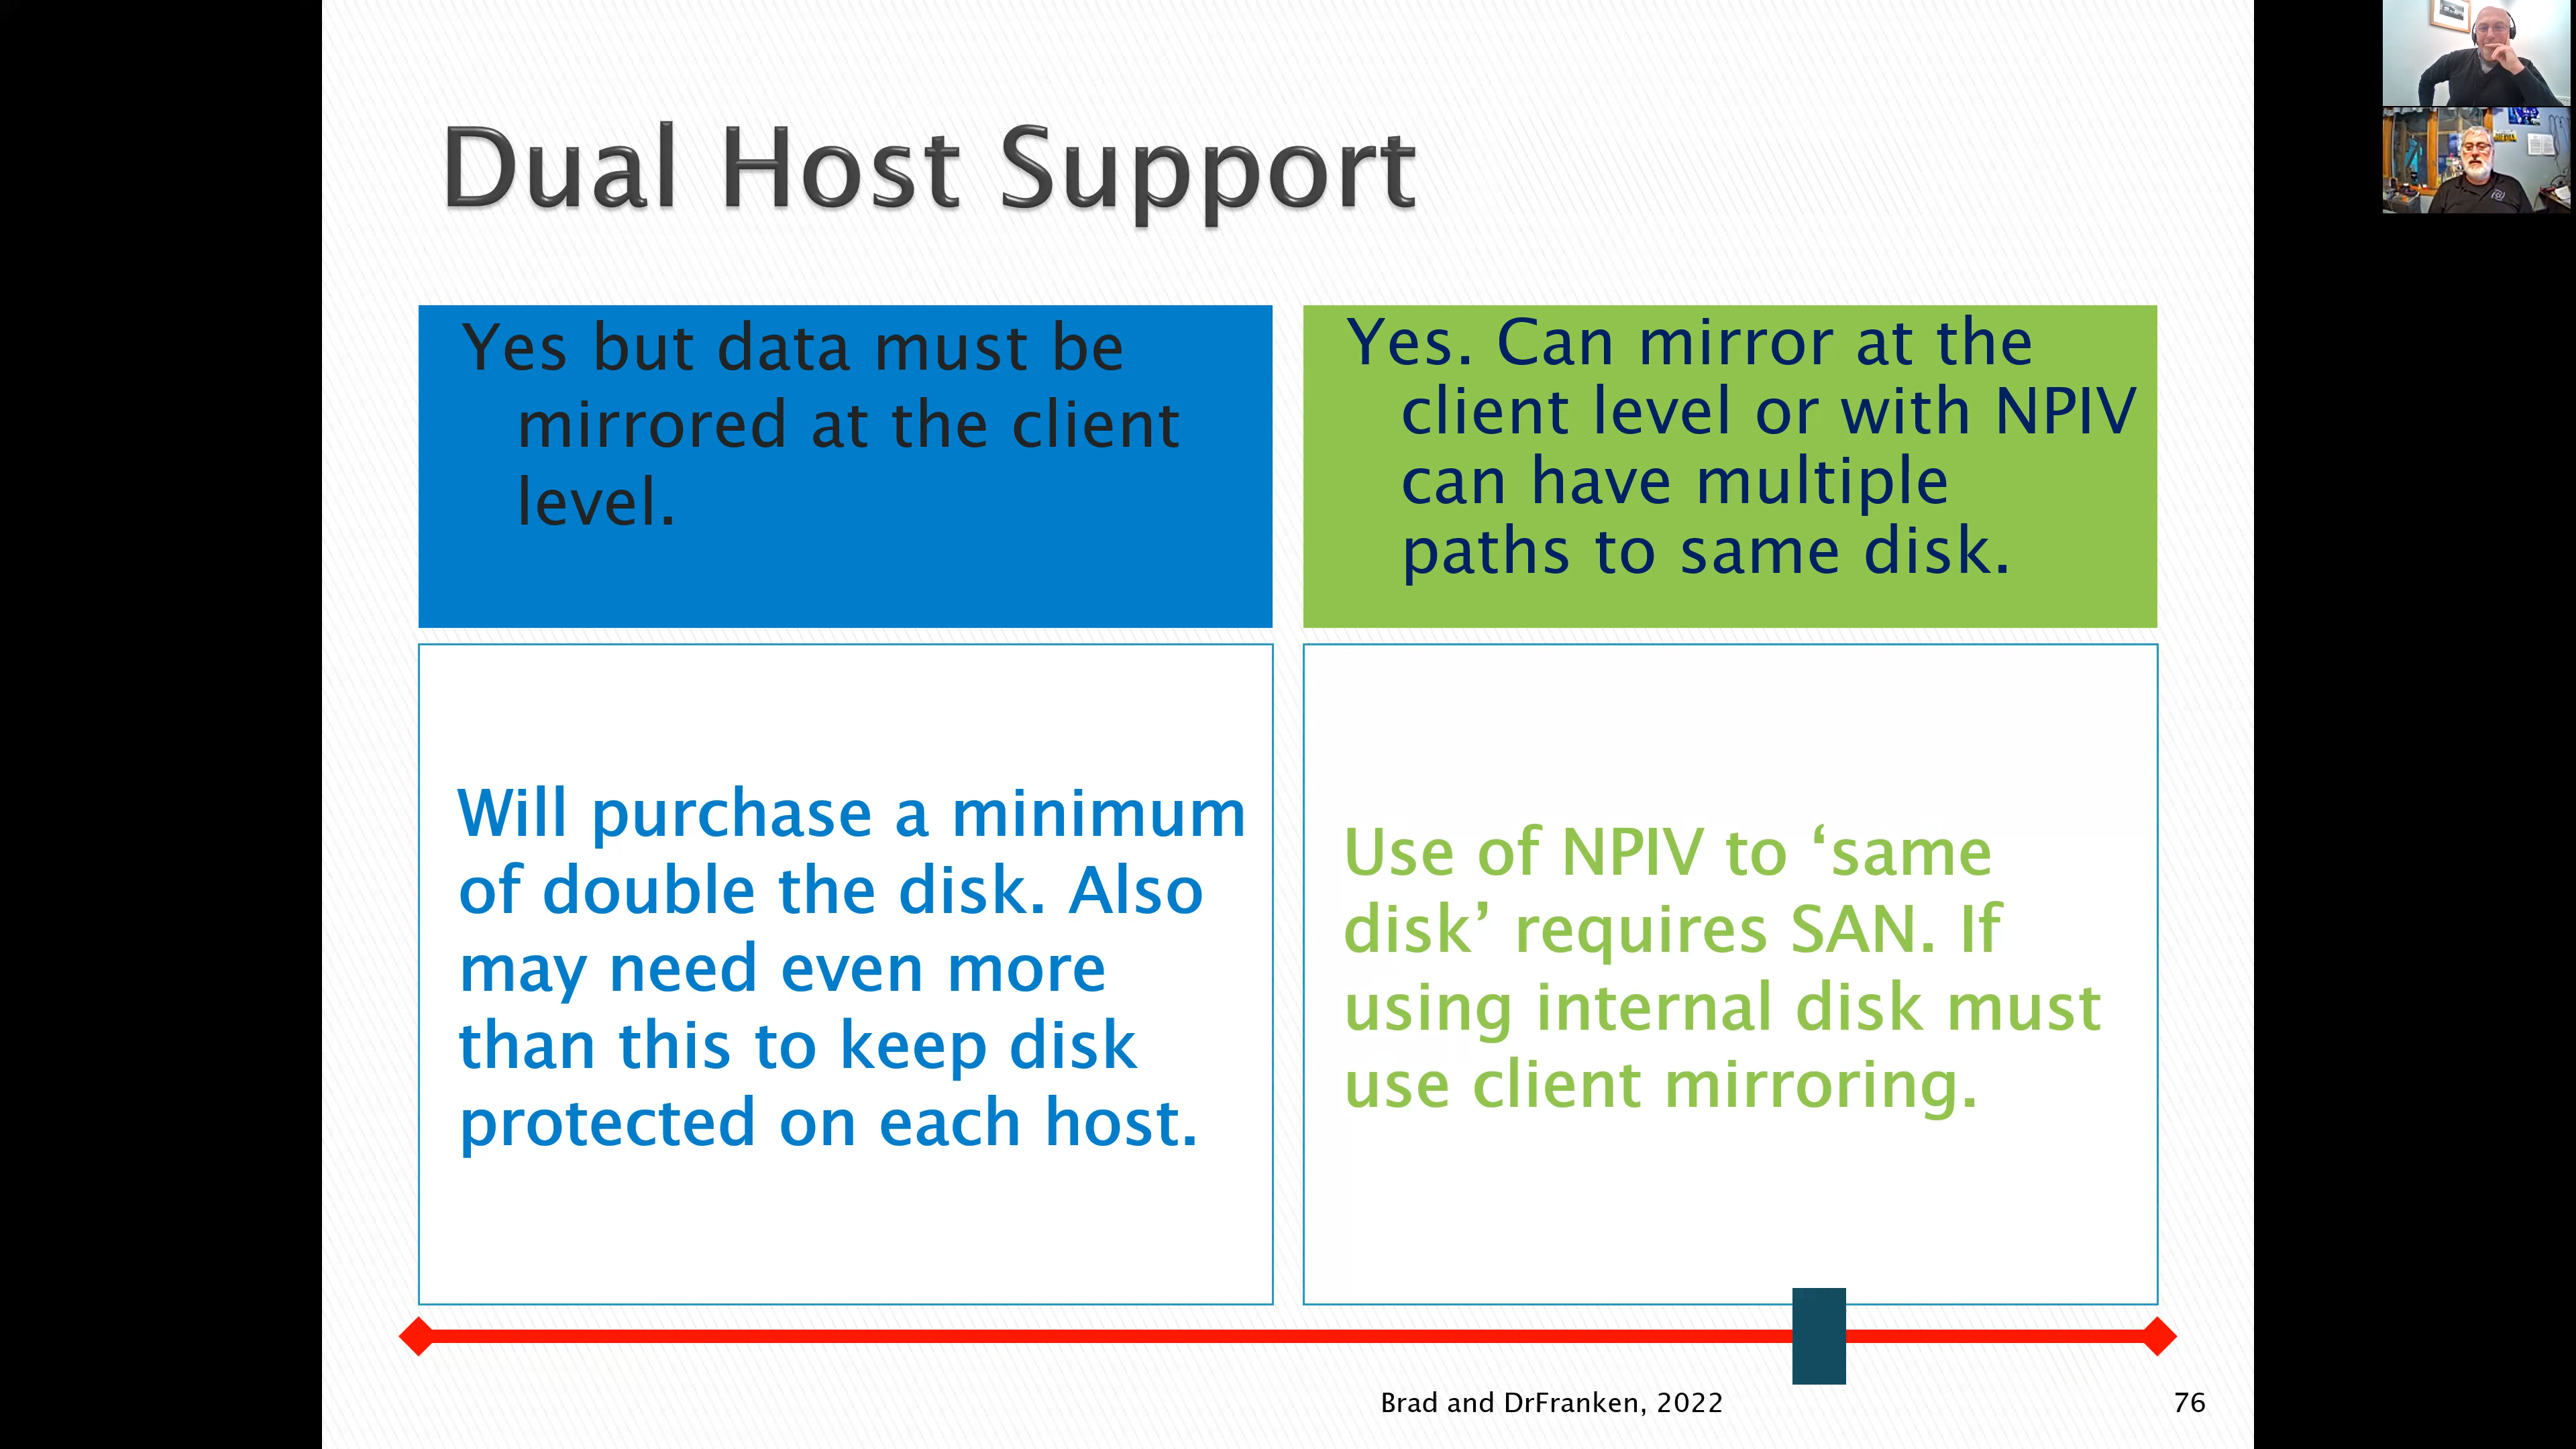 Dual Host Support
Yes but data must be
mirrored at the client
level.
Yes. Can mirror at the
client level or with NPIV
can have multiple
paths to same disk.
Will purchase a minimum
of double the disk. Also
may need even more
than this to keep disk
protected on each host.
Use of NPIV to ‘same
disk’ requires SAN. If
using internal disk must
use client mirroring.
Brad and DrFranken, 2022
76